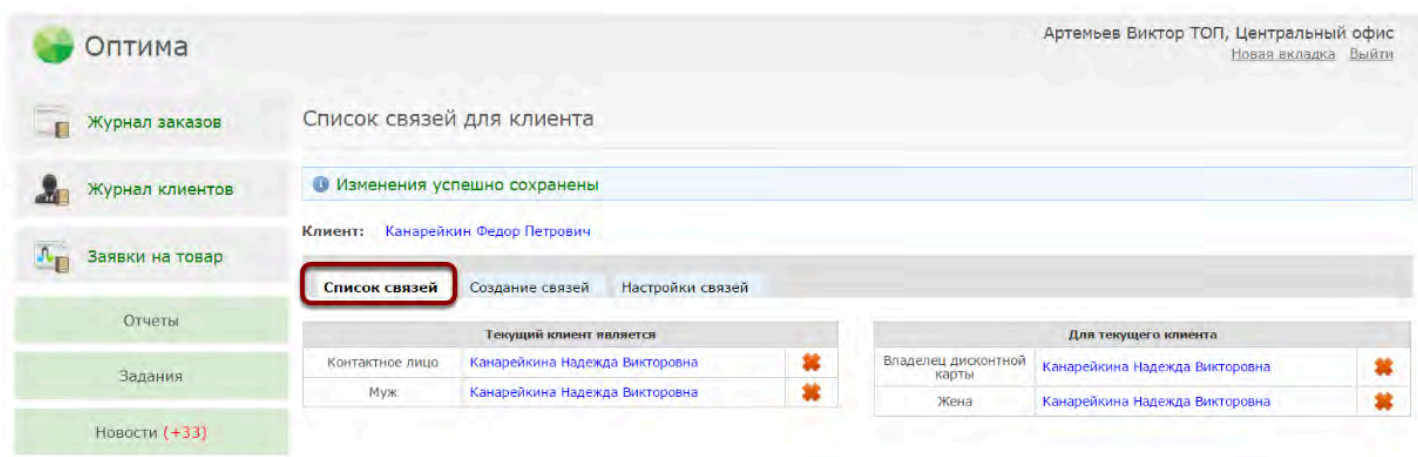 Оптима
Артемьев Виктор ТОП, Центральный офис
Новая вкладка Выйти
Журнал заказов
Журнал клиентов
Заявки на товар
Отчеты
Задания
Новости (+33)
Список связей для клиента
Изменения успешно сохранены
Клиент: Канарейкин Федор Петрович
Список связей Создание связей Настройки связей
Текущий клиент является
Контактное лицо Канарейкина Надежда Викторовна
Муж Канарейкина Надежда Викторовна
Для текущего клиента
Владелец дисконтной
карты Канарейкина Надежда Викторовна
Жена Канарейкина Надежда Викторовна